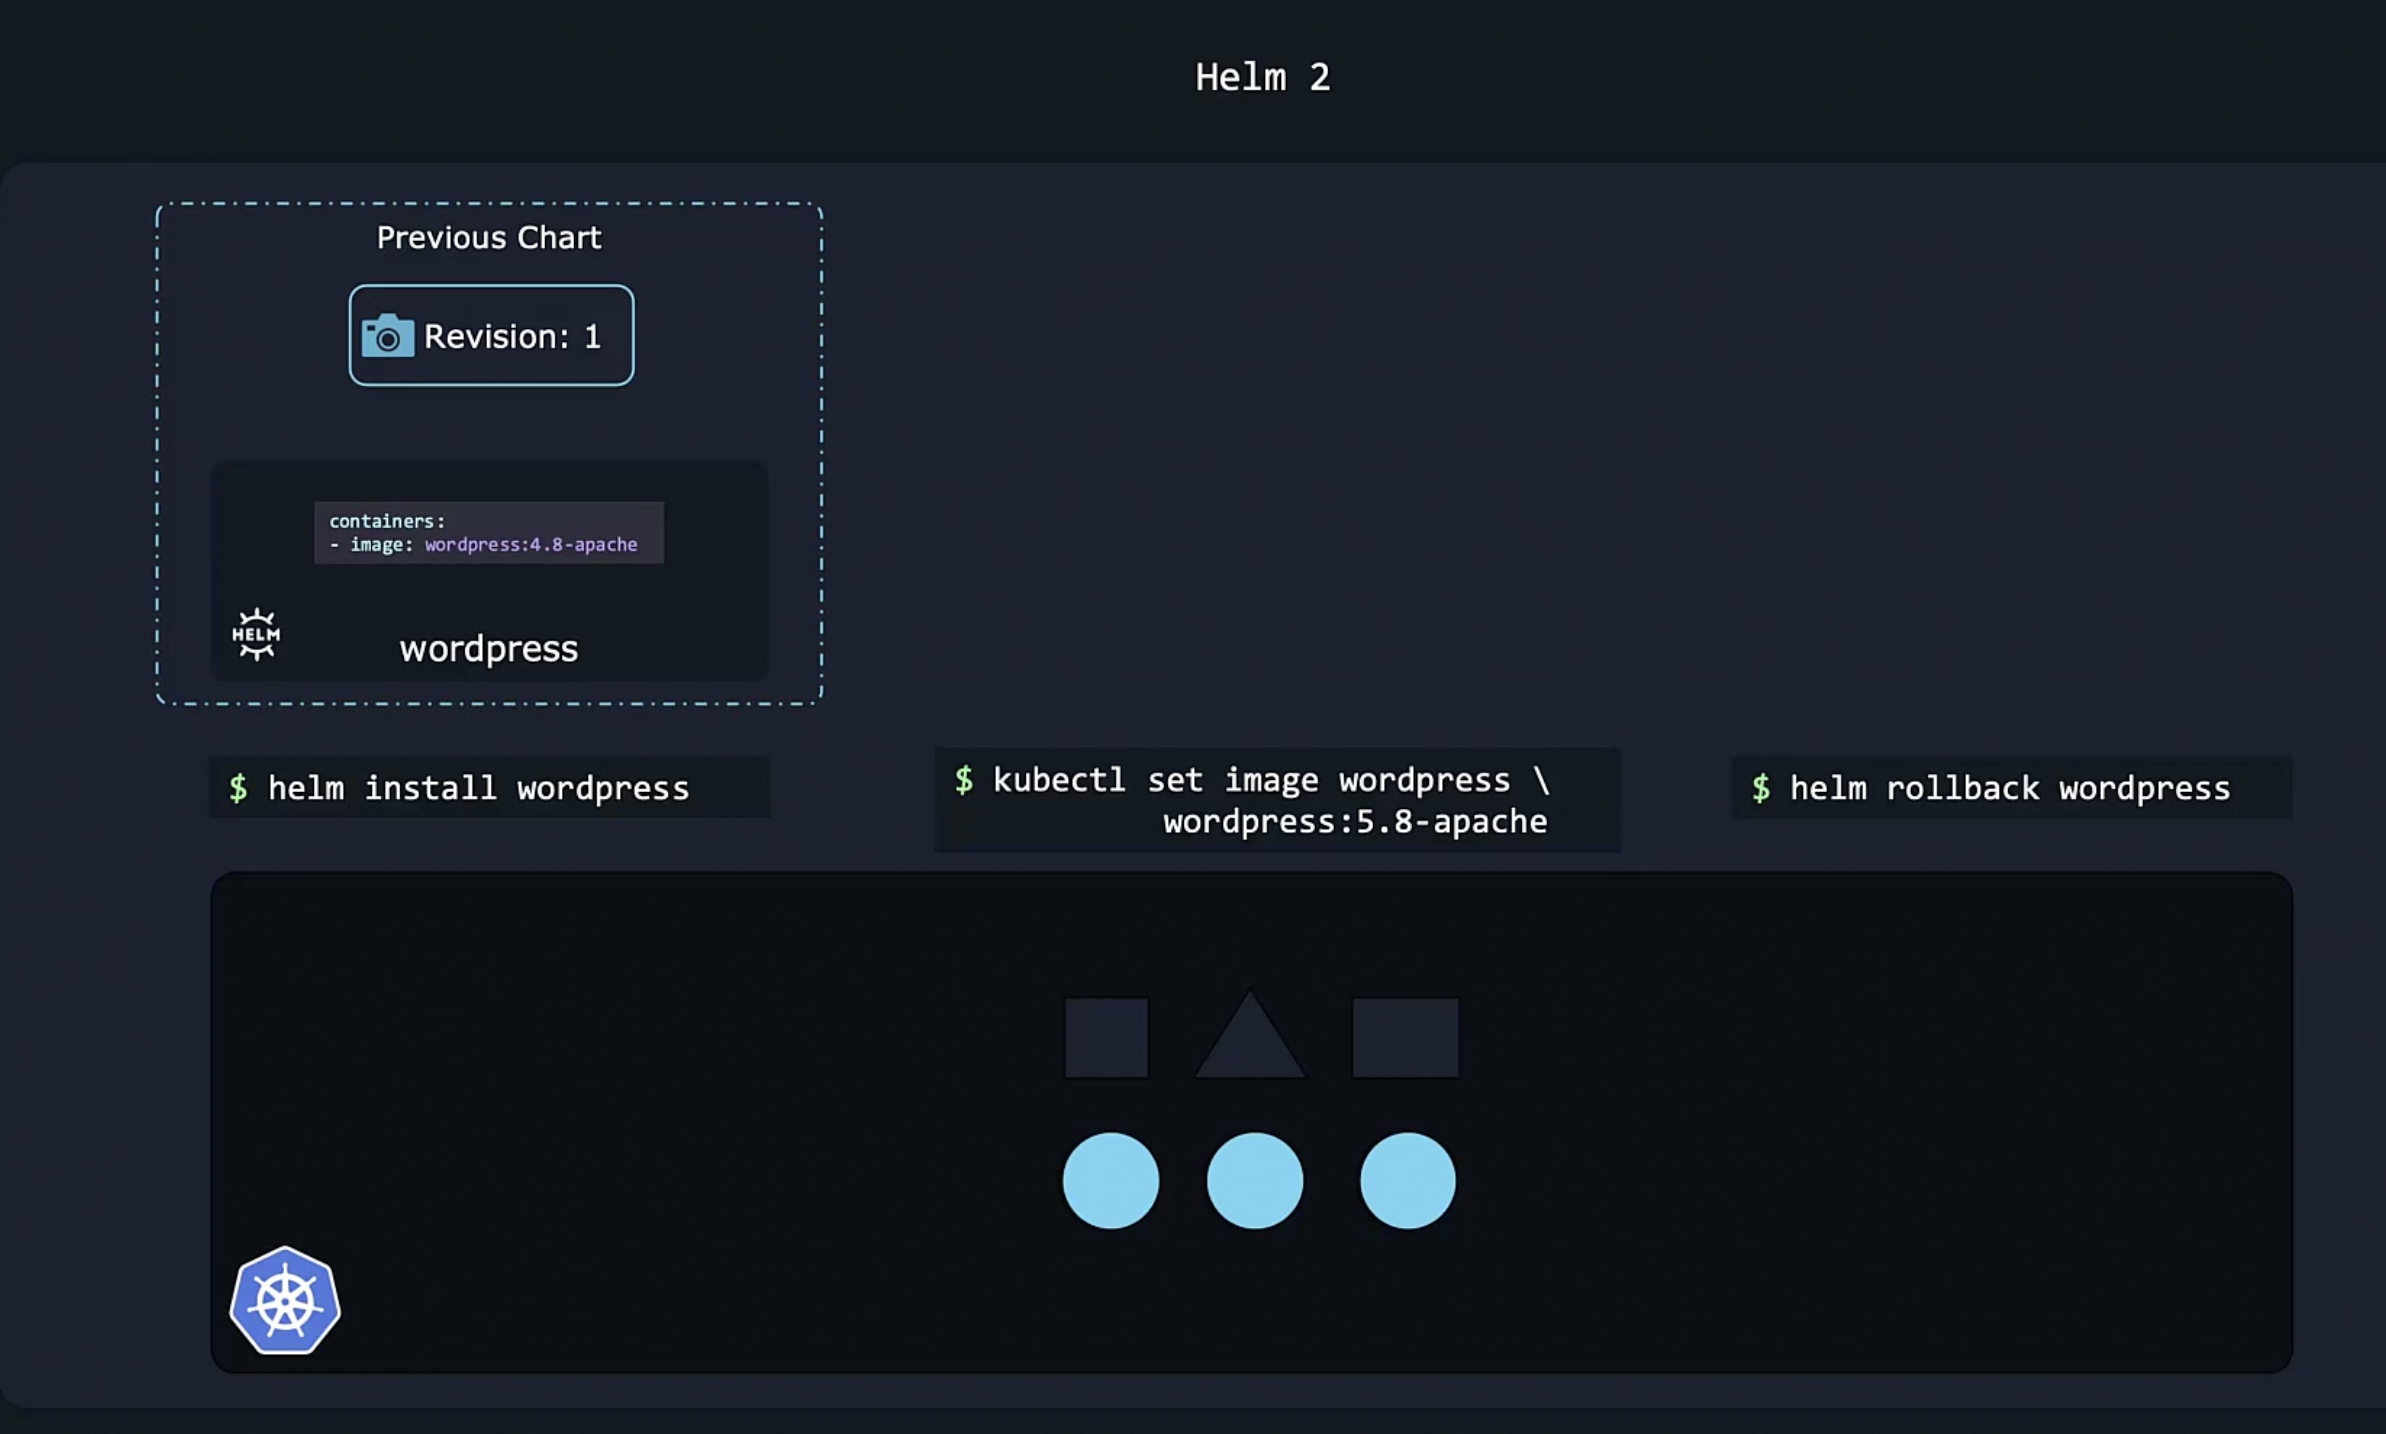 Helm 2
Previous Chart
Revision: 1
containers:
- image: wordpress:4.8-apache
HELM
wordpress
$ helm install wordpress
$ kubectl set image wordpress \
wordpress:5.8-apache
$ helm rollback wordpress